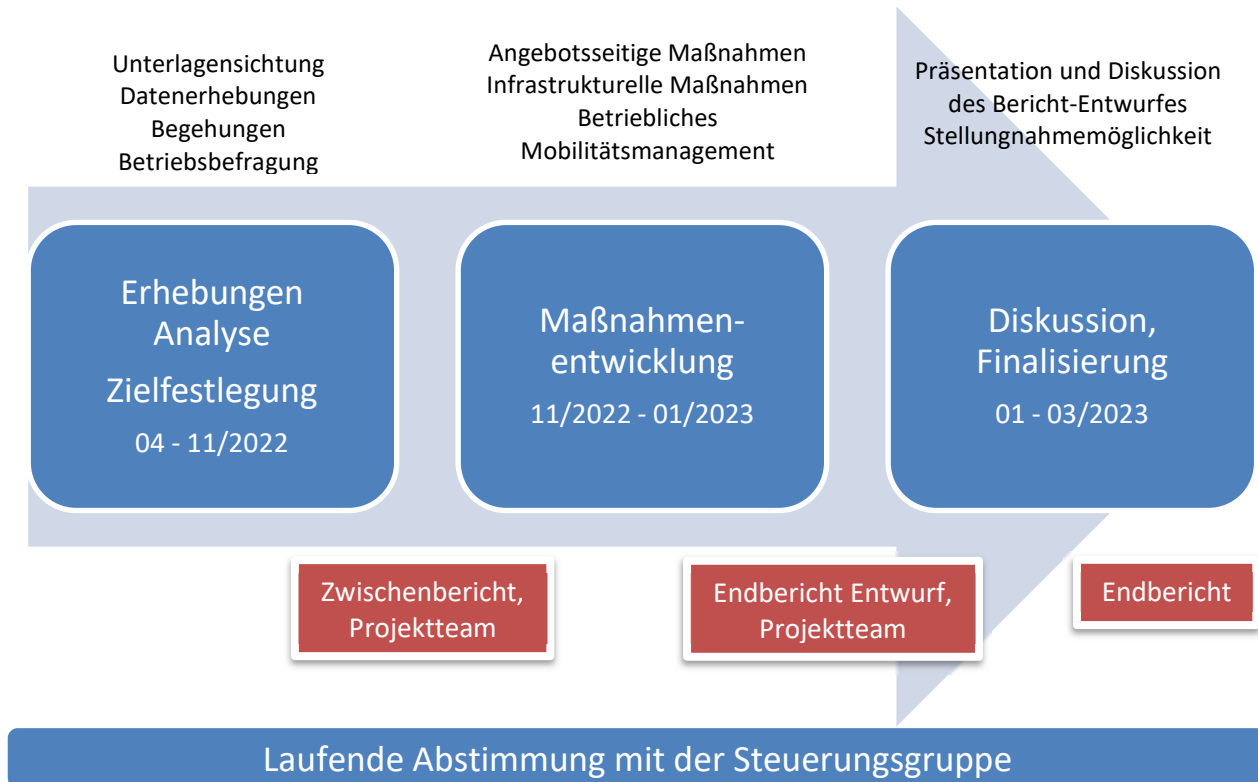 Unterlagensichtung
Datenerhebungen
Begehungen
Betriebsbefragung
Angebotsseitige Maßnahmen
Infrastrukturelle Maßnahmen
Betriebliches
Mobilitätsmanagement
Präsentation und Diskussion
des Bericht-Entwurfes
Stellungnahmemöglichkeit
Erhebungen
Analyse
Zielfestlegung
04 - 11/2022
Maßnahmen-
entwicklung
11/2022 - 01/2023
Diskussion,
Finalisierung
01 - 03/2023
Zwischenbericht,
Projektteam
Endbericht Entwurf,
Projektteam
Endbericht
Laufende Abstimmung mit der Steuerungsgruppe